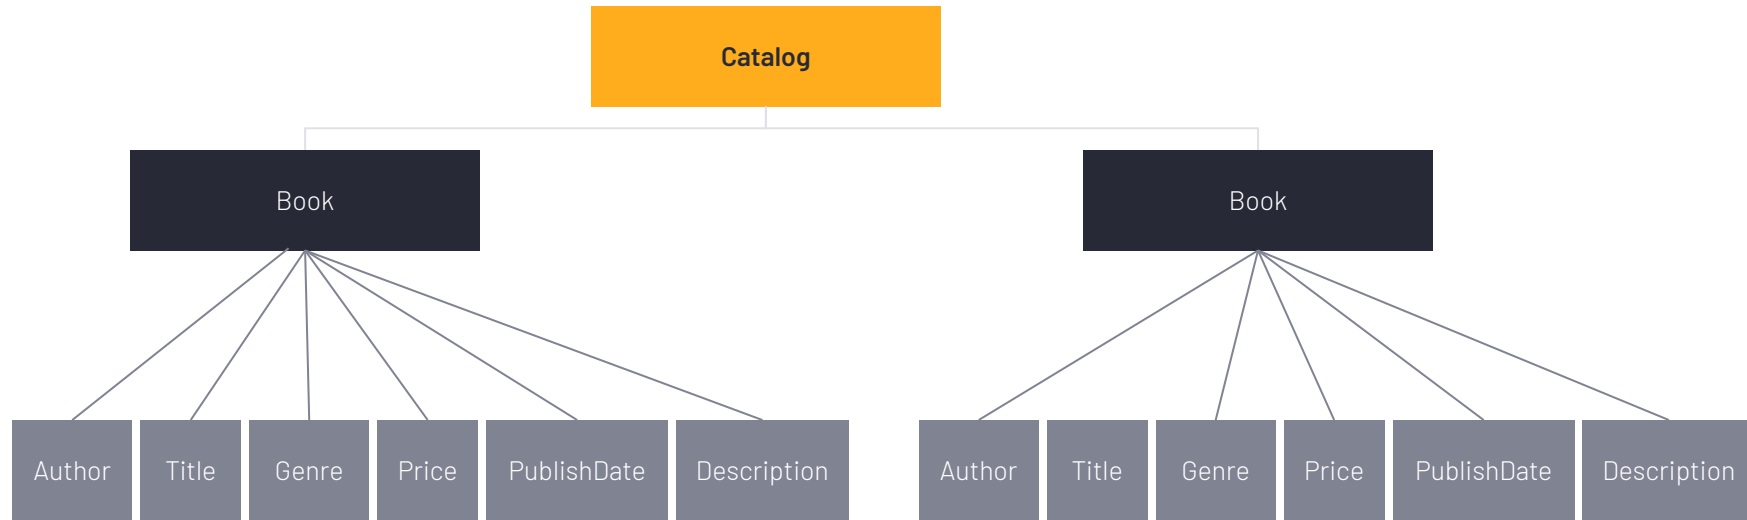 Catalog
Book
Book
Author
Title
Genre
Price
PublishDate
Description
Author
Title
Genre
Price
PublishDate
Description